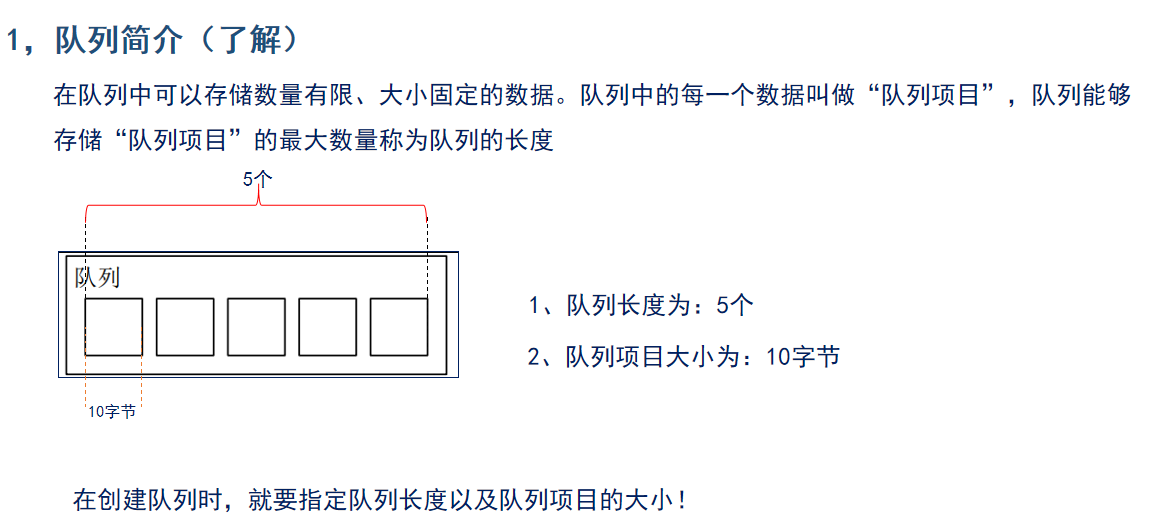 1，队列简介（了解）
在队列中可以存储数量有限、大小固定的数据。队列中的每一个数据叫做“队列项目”，队列能够
存储“队列项目”的最大数量称为队列的长度
5个
队列
1、队列长度为：5个
2、队列项目大小为：10字节
10字节
在创建队列时，就要指定队列长度以及队列项目的大小！